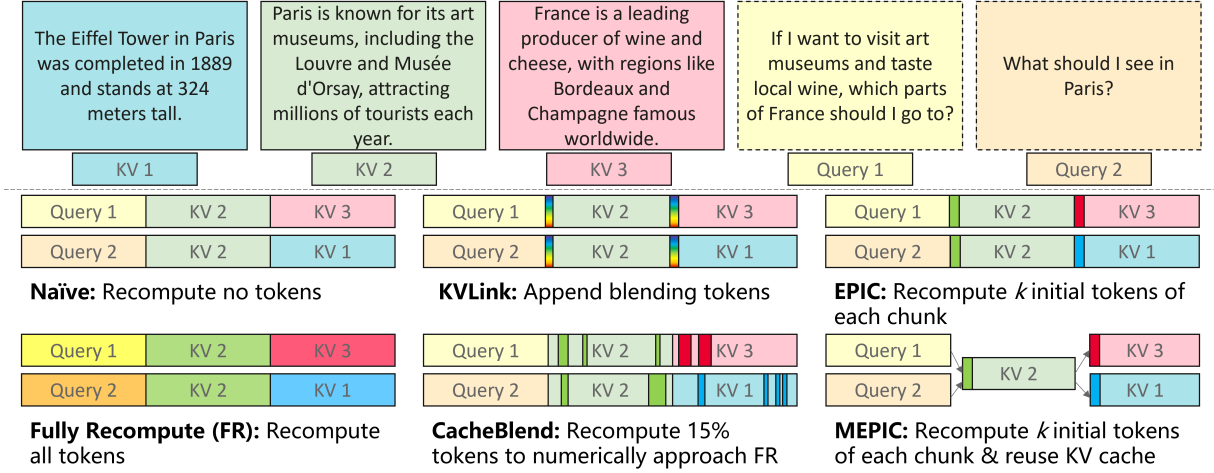 The Eiffel Tower in Paris
was completed in 1889
and stands at 324
meters tall.
KV 1
Paris is known for its art
museums, including the
Louvre and Musée
d'Orsay, attracting
millions of tourists each
year.
KV 2
France is a leading
producer of wine and
cheese, with regions like
Bordeaux and
Champagne famous
worldwide.
KV 3
If I want to visit art
museums and taste
local wine, which parts
of France should I go to?
Query 1
What should I see in
Paris?
Query 2
Query 1 KV 2 KV 3
Query 2 KV 2 KV 1
Naïve: Recompute no tokens
Query 1 KV 2 KV 3
Query 2 KV 2 KV 1
KVLink: Append blending tokens
Query 1 KV 2 KV 3
Query 2 KV 2 KV 1
EPIC: Recompute k initial tokens of
each chunk
Query 1 KV 2 KV 3
Query 2 KV 2 KV 1
Fully Recompute (FR): Recompute
all tokens
Query 1 KV 2 KV 3
Query 2 KV 2 KV 1
CacheBlend: Recompute 15%
tokens to numerically approach FR
Query 1 KV 3
KV 2
Query 2 KV 1
MEPIC: Recompute k initial tokens
of each chunk & reuse KV cache